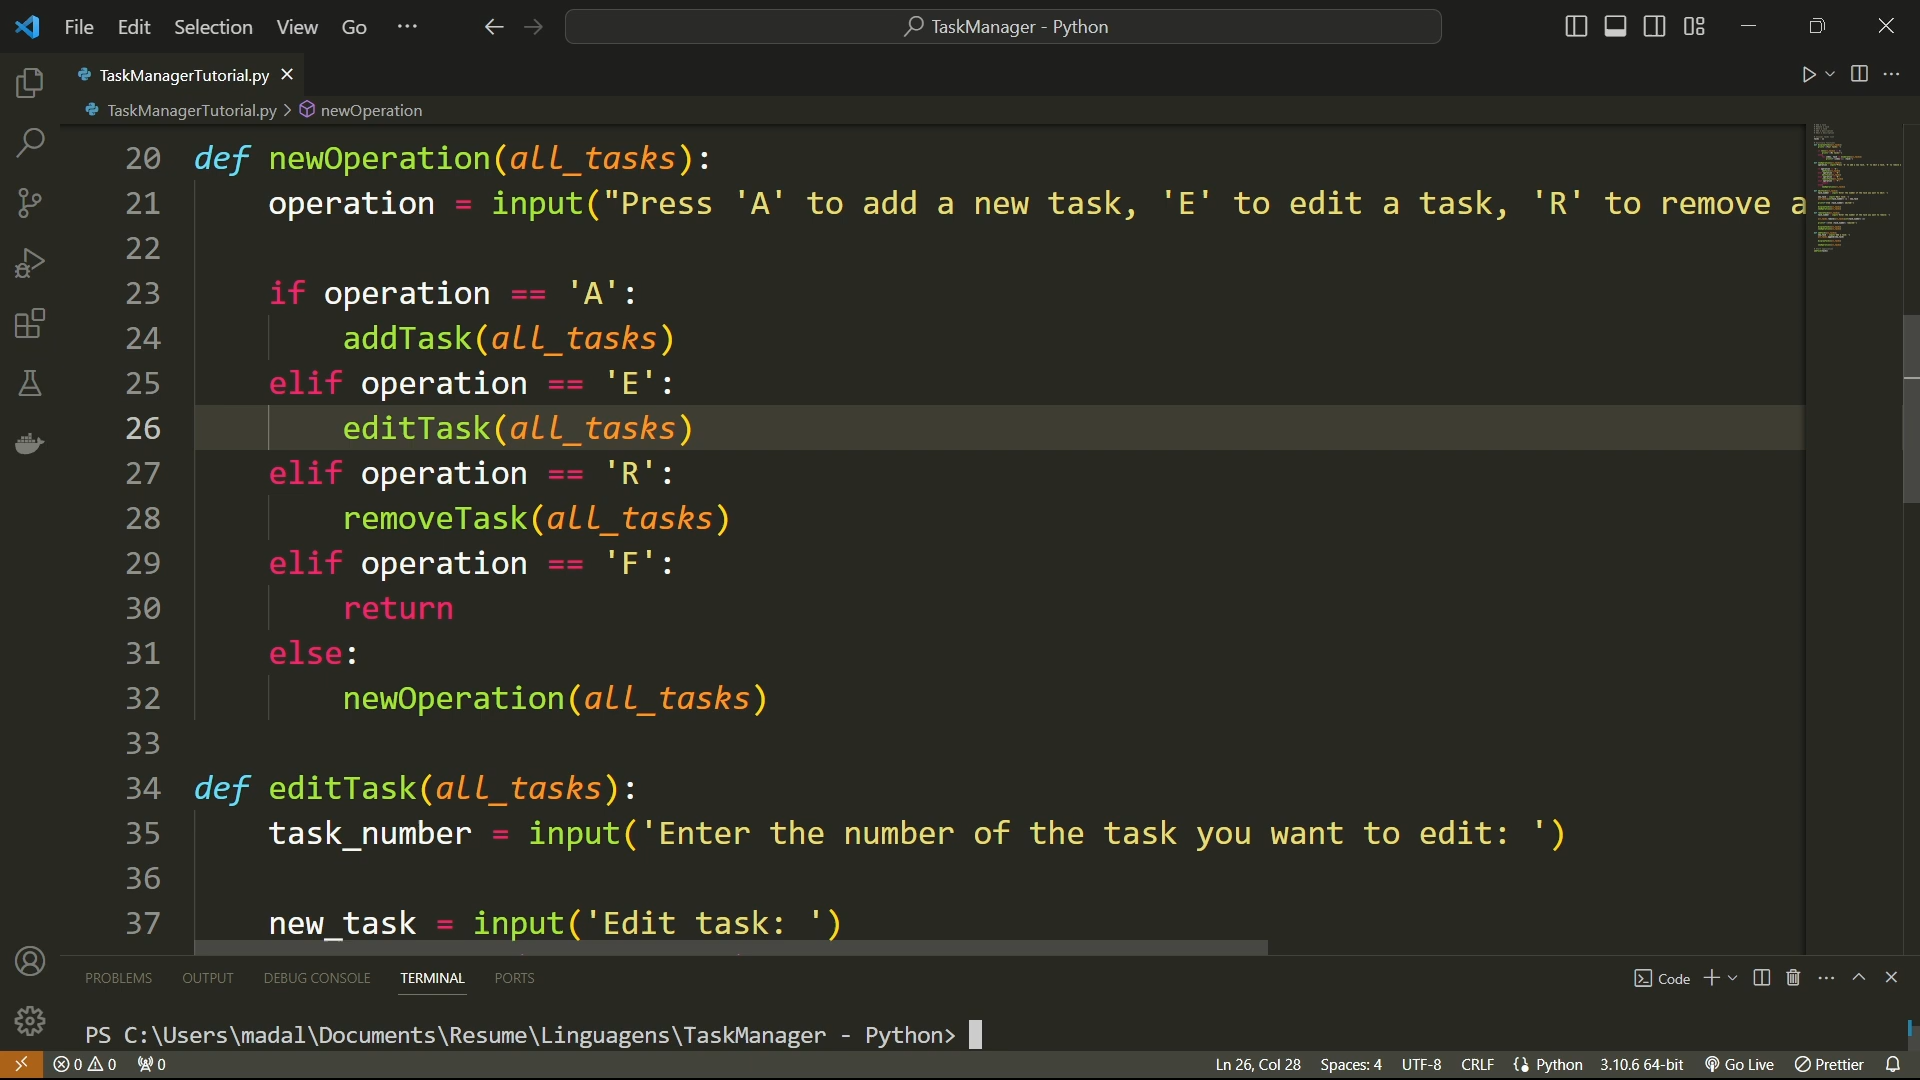 File Edit Selection View Go ··· TaskManager - Python
TaskManagerTutorial.py
TaskManagerTutorial.py > newOperation
20 def newOperation(all_tasks):
21 operation = input("Press 'A' to add a new task, 'E' to edit a task, 'R' to remove a
22
23 if operation == 'A':
24 addTask(all_tasks)
25 elif operation == 'E':
26 editTask(all_tasks)
27 elif operation == 'R':
28 removeTask(all_tasks)
29 elif operation == 'F':
30 return
31 else:
32 newOperation(all_tasks)
33
34 def editTask(all_tasks):
35 task_number = input('Enter the number of the task you want to edit: ')
36
37 new_task = input('Edit task: ')
PROBLEMS OUTPUT DEBUG CONSOLE TERMINAL PORTS Code
PS C:\Users\madal\Documents\Resume\Linguagens\TaskManager - Python>
0 0 0 Ln 26, Col 28 Spaces: 4 UTF-8 CRLF Python 3.10.6 64-bit Go Live Prettier